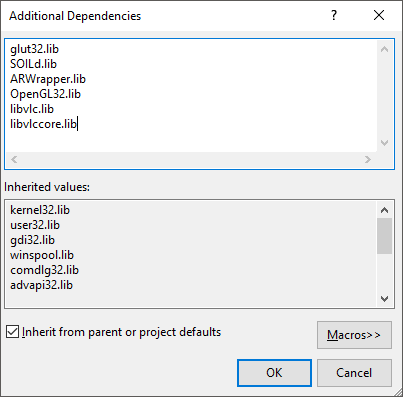 Additional Dependencies
?
glut32.lib
SOILd.lib
ARWrapper.lib
OpenGL32.lib
libvlc.lib
libvlccore.lib
Inherited values:
kernel32.lib
user32.lib
gdi32.lib
winspool.lib
comdlg32.lib
advapi32.lib
Inherit from parent or project defaults
Macros>>
OK Cancel